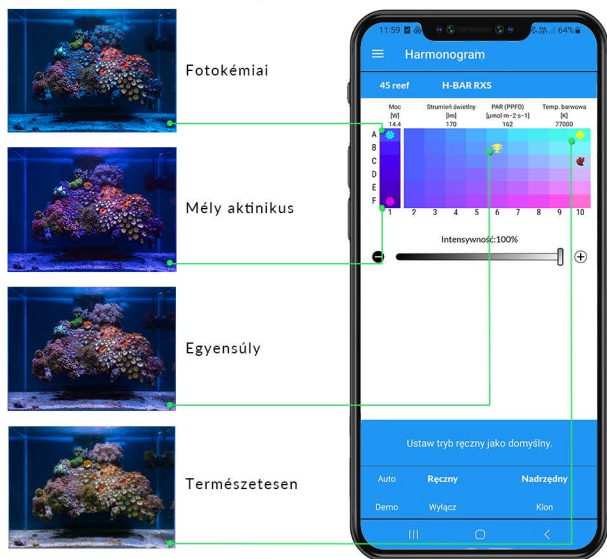 Fotokémiai
Mély aktinikus
Egyensúly
Természetesen
11:59 64%
Harmonogram
45 reef H-BAR RXS
Moc Strumień świetlny PAR (PPFD) Temp. barwowa
[W] [lm] [μmol·m-2·s-1] [K]
14.4 170 162 77000
A
B
C
D
E
F
1 2 3 4 5 6 7 8 9 10
Intensywność:100%
Ustaw tryb ręczny jako domyślny.
Auto Ręczny Nadrzędny
Demo Wyłącz Klon